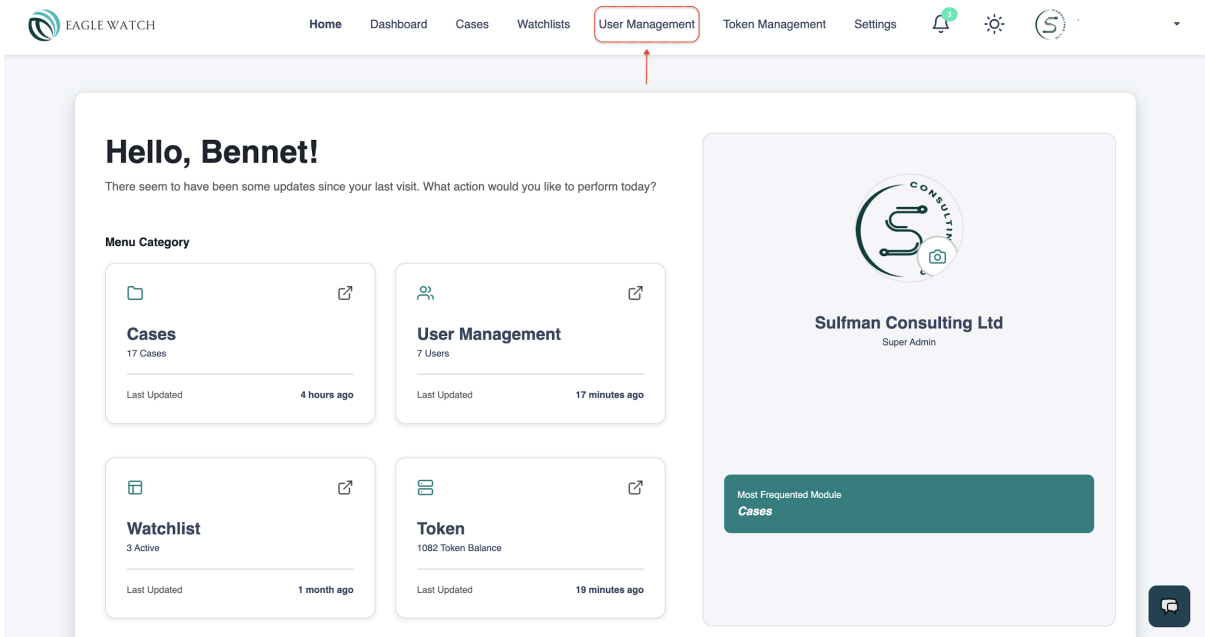 EAGLE WATCH
Home Dashboard Cases Watchlists User Management Token Management Settings 3
Hello, Bennet!
There seem to have been some updates since your last visit. What action would you like to perform today?
Menu Category
Cases
17 Cases
Last Updated 4 hours ago
User Management
7 Users
Last Updated 17 minutes ago
Watchlist
3 Active
Last Updated 1 month ago
Token
1082 Token Balance
Last Updated 19 minutes ago
Sulfman Consulting Ltd
Super Admin
Most Frequented Module
Cases